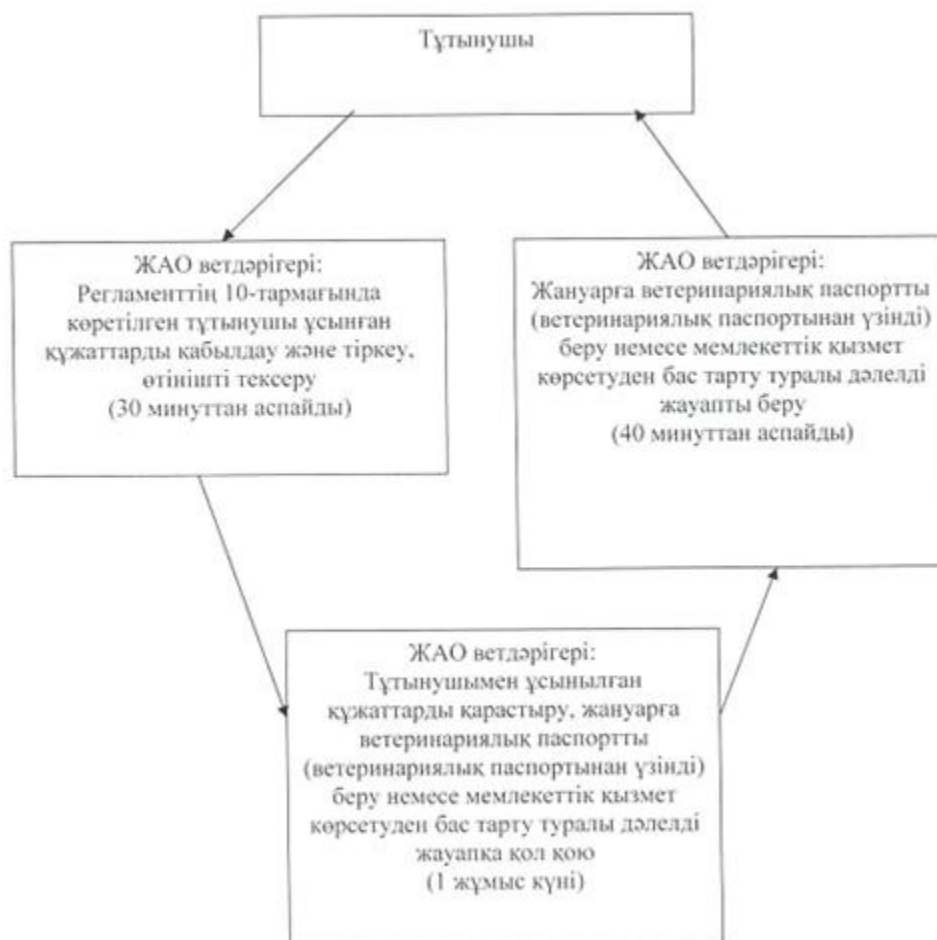 Тұтынушы
ЖАО ветдәрігері:
Регламенттің 10-тармағында
көретілген тұтынушы ұсынған
құжаттарды қабылдау және тіркеу,
өтінішті тексеру
(30 минуттан аспайды)
ЖАО ветдәрігері:
Жануарға ветеринариялық паспортты
(ветеринариялық паспортынан үзінді)
беру немесе мемлекеттік қызмет
көрсетуден бас тарту туралы дәлелді
жауапты беру
(40 минуттан аспайды)
ЖАО ветдәрігері:
Тұтынушымен ұсынылған
құжаттарды қарастыру, жануарға
ветеринариялық паспортты
(ветеринариялық паспортынан үзінді)
беру немесе мемлекеттік қызмет
көрсетуден бас тарту туралы дәлелді
жауапқа қол қою
(1 жұмыс күні)